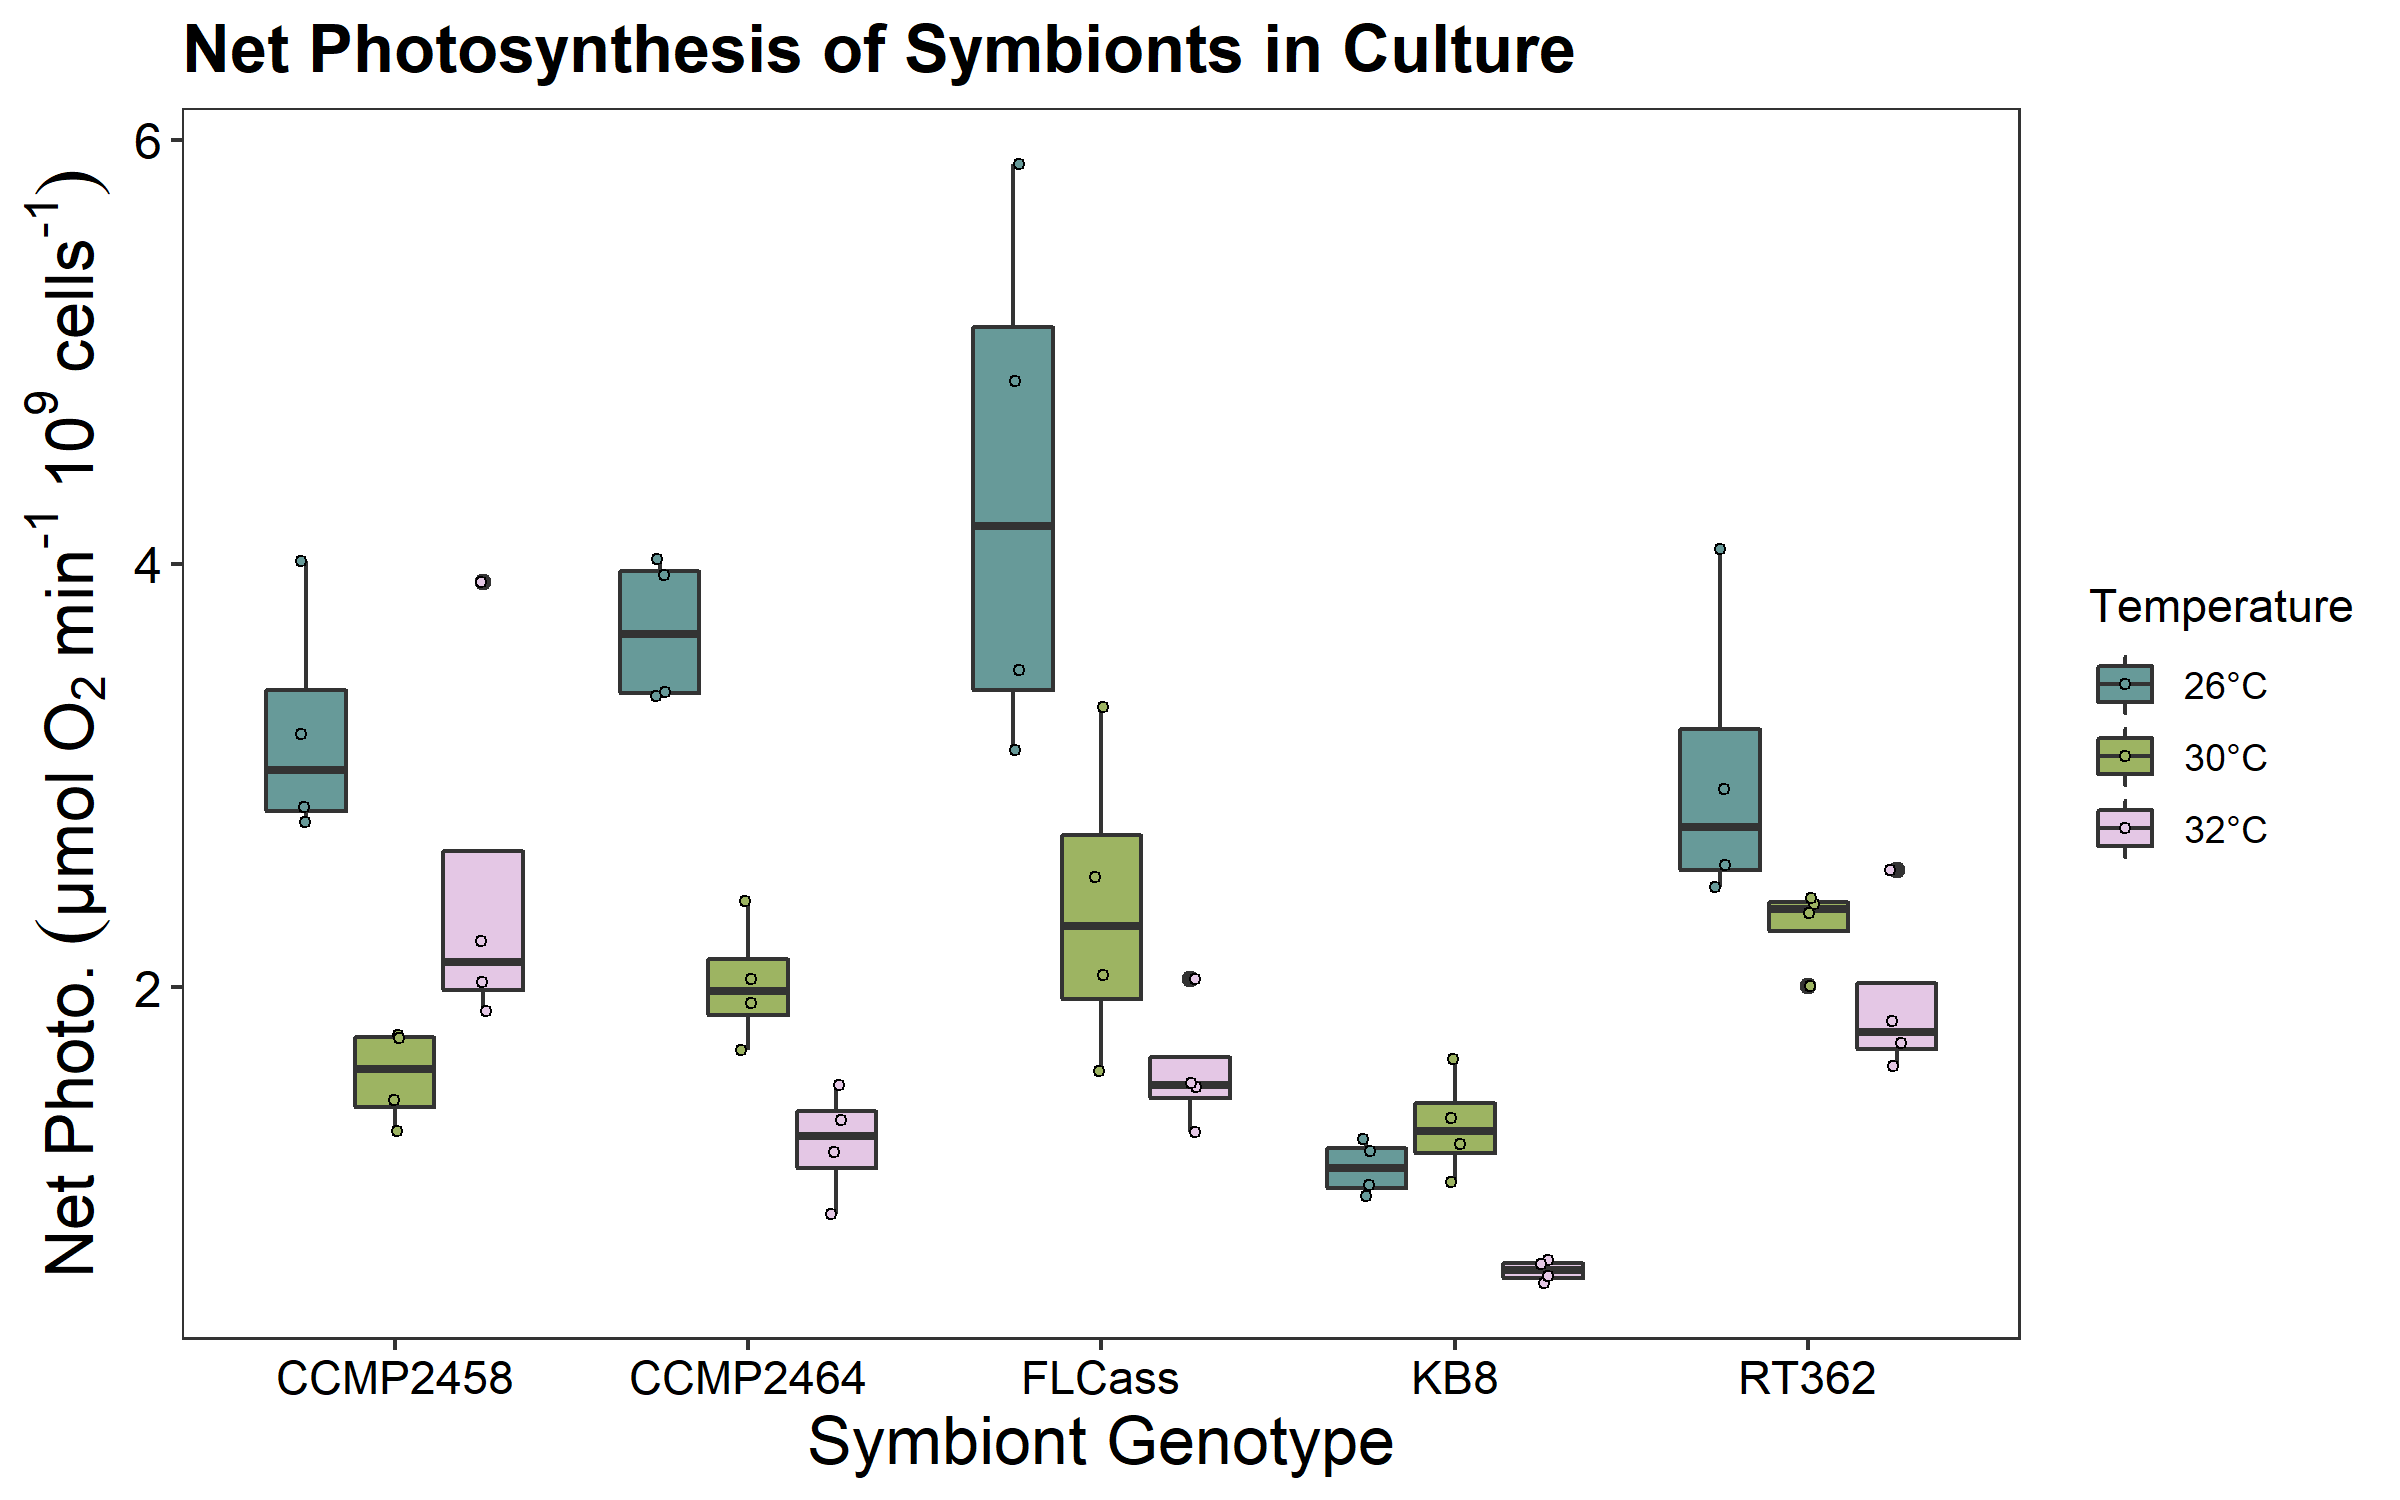 Net Photosynthesis of Symbionts in Culture
Net Photo. (μmol O₂ min⁻¹ 10⁹ cells⁻¹)
6
4
2
CCMP2458
CCMP2464
FLCass
KB8
RT362
Symbiont Genotype
Temperature
26°C
30°C
32°C